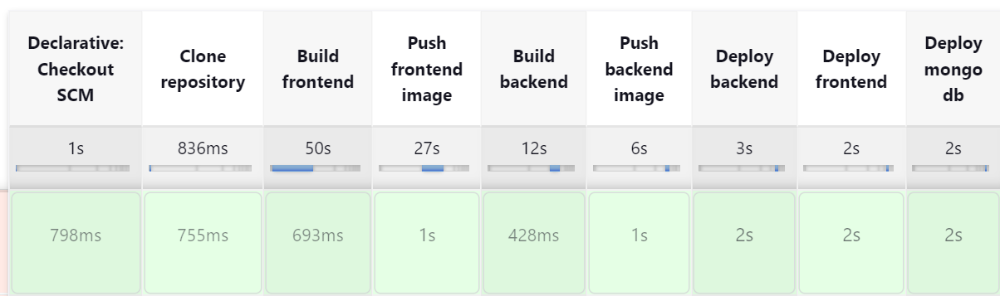 Declarative:
Checkout
SCM
Clone
repository
Build
frontend
Push
frontend
image
Build
backend
Push
backend
image
Deploy
backend
Deploy
frontend
Deploy
mongo
db
1s 836ms 50s 27s 12s 6s 3s 2s 2s
798ms 755ms 693ms 1s 428ms 1s 2s 2s 2s